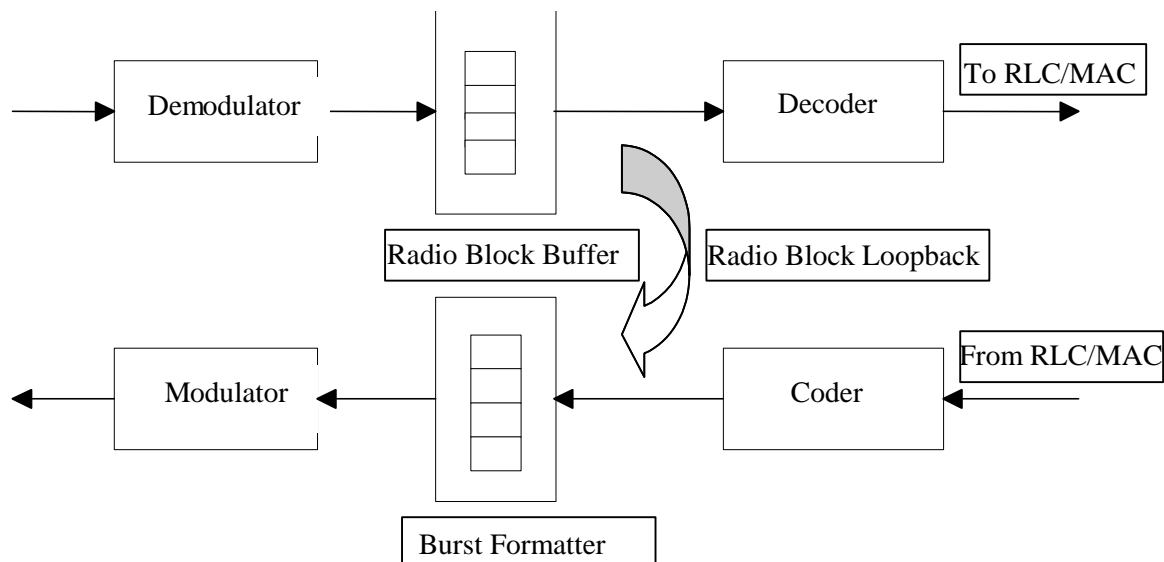 To RLC/MAC
Demodulator
Decoder
Radio Block Buffer
Radio Block Loopback
From RLC/MAC
Modulator
Coder
Burst Formatter